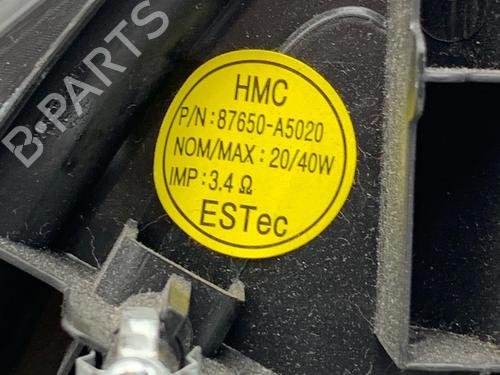 B-PARTS
HMC
P/N : 87650-A5020
NOM/MAX : 20/40W
IMP : 3.4 Ω
ESTec